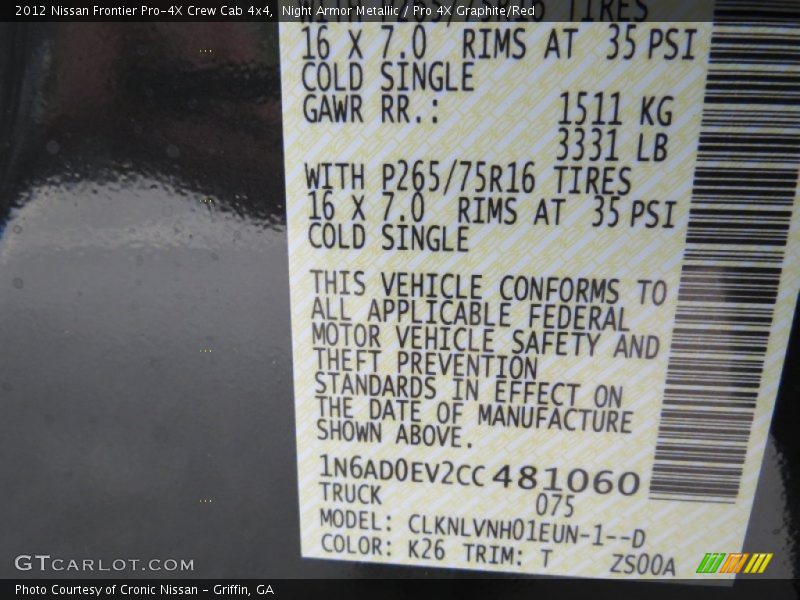 2012 Nissan Frontier Pro-4X Crew Cab 4x4, Night Armor Metallic / Pro 4X Graphite/Red
TIRES
16 X 7.0 RIMS AT 35 PSI
COLD SINGLE
GAWR RR.: 1511 KG
3331 LB
WITH P265/75R16 TIRES
16 X 7.0 RIMS AT 35 PSI
COLD SINGLE
THIS VEHICLE CONFORMS TO
ALL APPLICABLE FEDERAL
MOTOR VEHICLE SAFETY AND
THEFT PREVENTION
STANDARDS IN EFFECT ON
THE DATE OF MANUFACTURE
SHOWN ABOVE.
1N6AD0EV2CC481060
TRUCK 075
MODEL: CLKNLVNH01EUN-1--D
COLOR: K26 TRIM: T ZS00A
GTCARLOT.COM
Photo Courtesy of Cronic Nissan - Griffin, GA